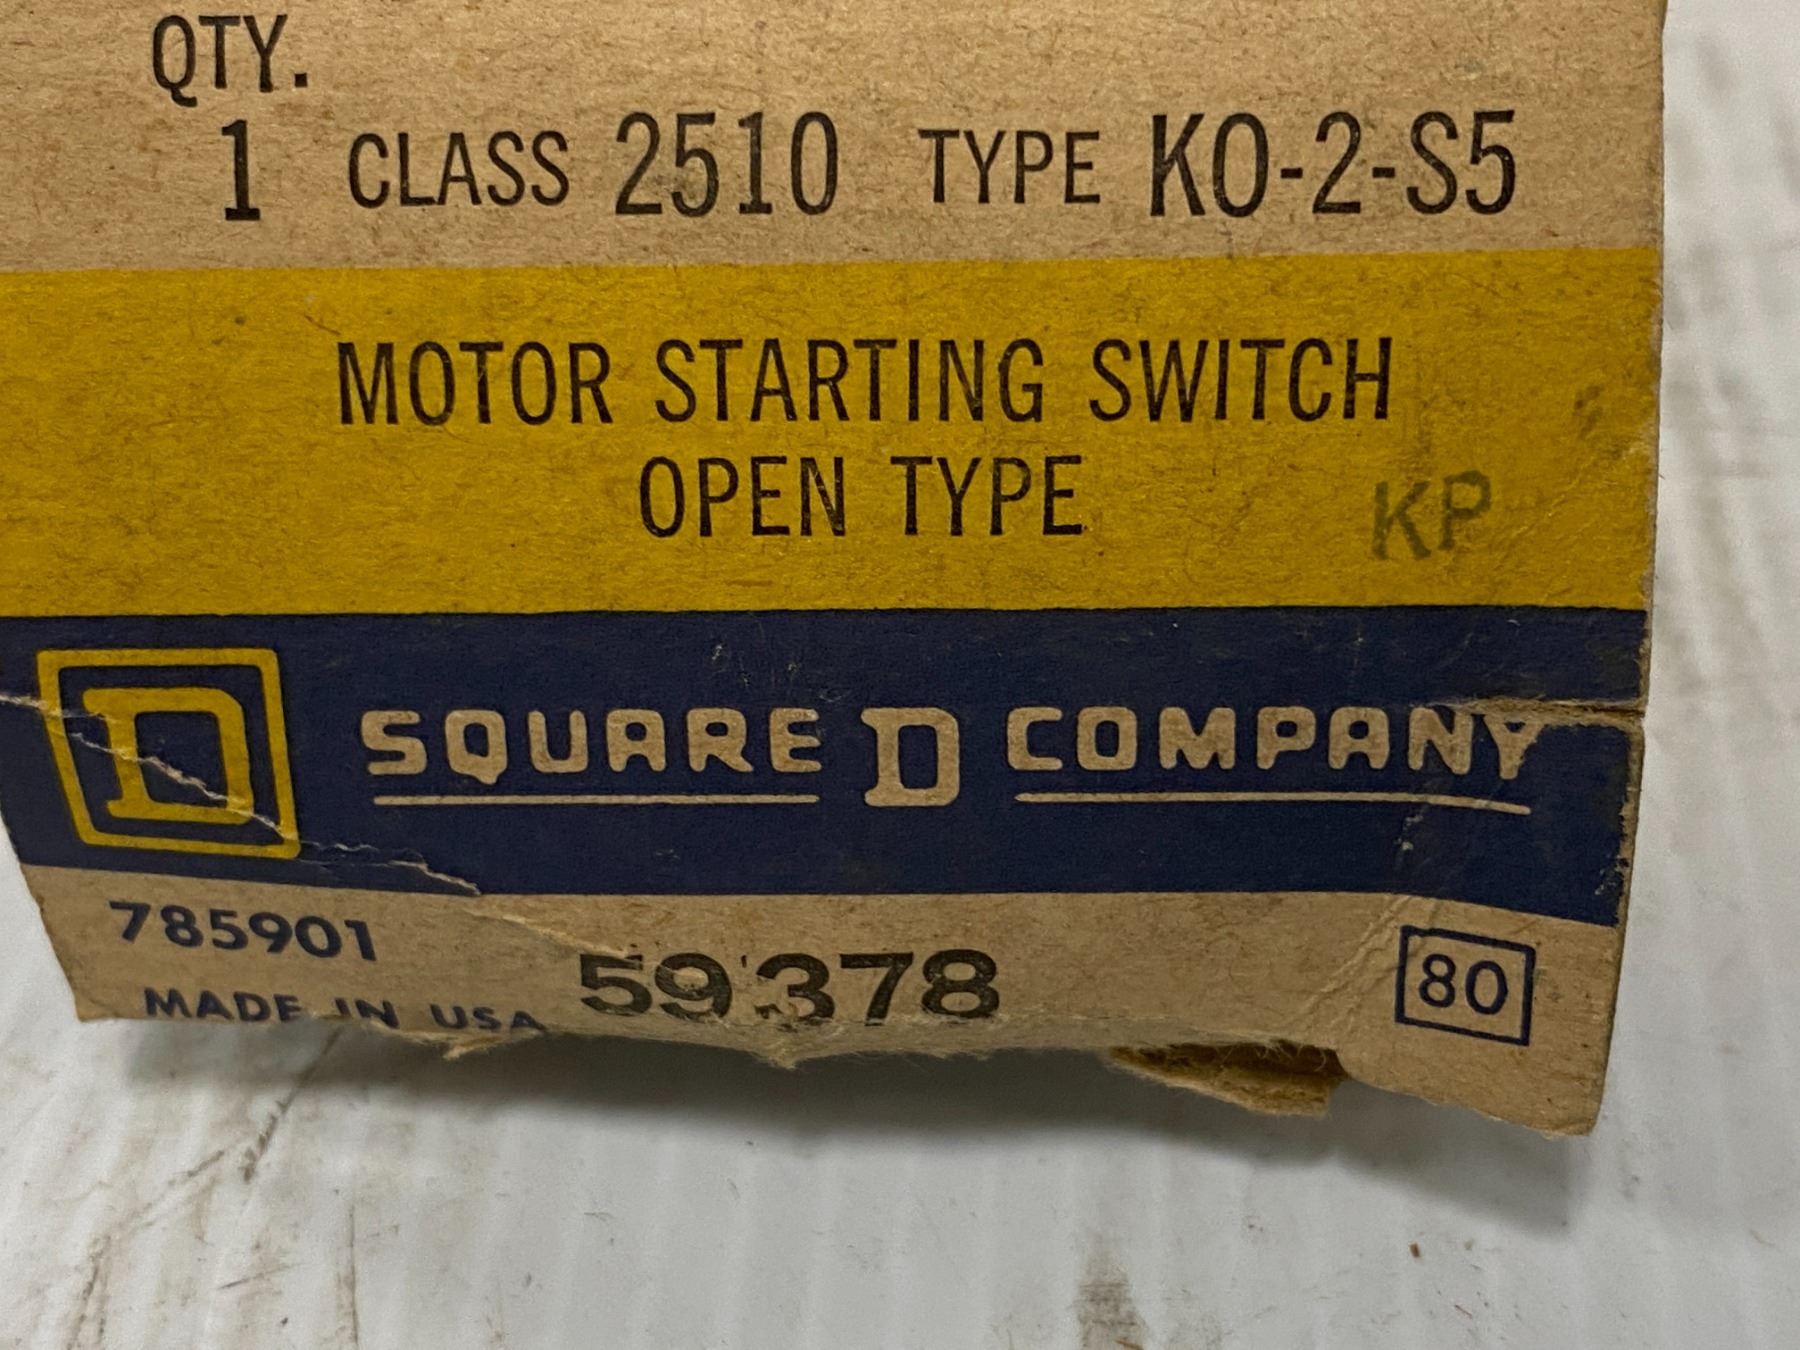 QTY.
1 CLASS 2510 TYPE KO-2-S5
MOTOR STARTING SWITCH
OPEN TYPE
KP
D SQUARE D COMPANY
785901
59378
80
MADE IN USA